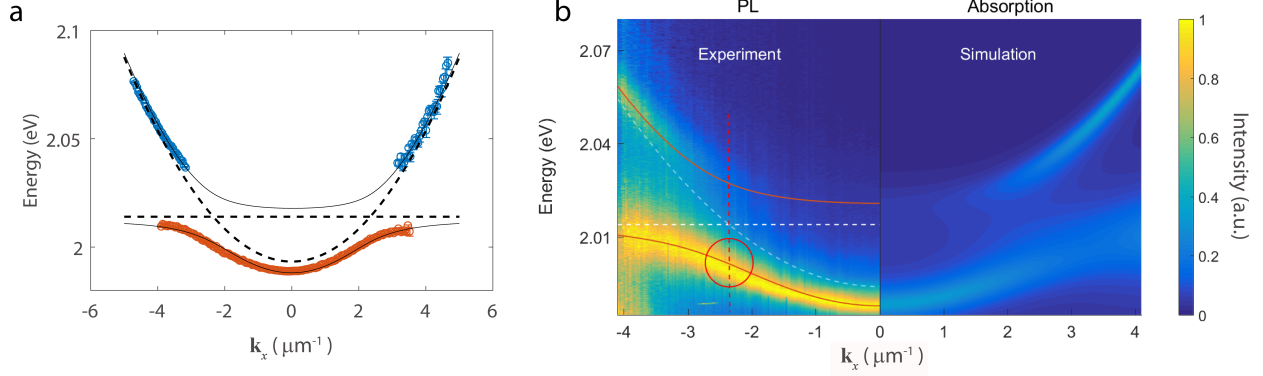 a
2.1
2.05
2
Energy (eV)
-6 -4 -2 0 2 4 6
kx (μm-1)
b
PL Absorption
Experiment Simulation
2.07
2.04
2.01
Energy (eV)
-4 -3 -2 -1 0 1 2 3 4
kx (μm-1)
1
0.8
0.6
0.4
0.2
0
Intensity (a.u.)